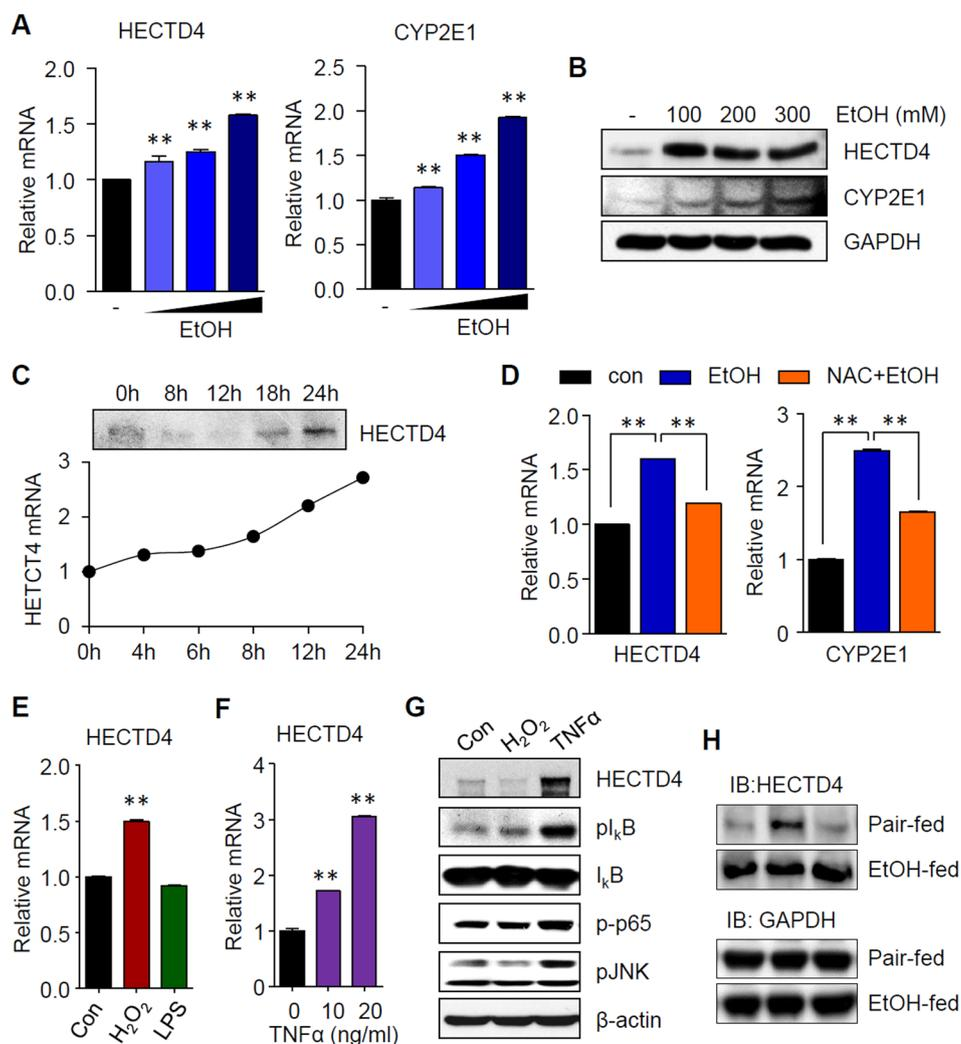 A
HECTD4
CYP2E1
Relative mRNA
2.0
1.5
1.0
0.5
0.0
**
**
**
-
EtOH
Relative mRNA
2.5
2.0
1.5
1.0
0.5
0.0
**
**
**
-
EtOH
B
- 100 200 300 EtOH (mM)
HECTD4
CYP2E1
GAPDH
C
0h 8h 12h 18h 24h
HECTD4
HETCT4 mRNA
3
2
1
0
0h 4h 6h 8h 12h 24h
D
con EtOH NAC+EtOH
Relative mRNA
2.0
1.5
1.0
0.5
0.0
** **
HECTD4
Relative mRNA
3
2
1
0
** **
CYP2E1
E
HECTD4
Relative mRNA
2.0
1.5
1.0
0.5
0.0
**
Con H₂O₂ LPS
F
HECTD4
Relative mRNA
4
3
2
1
0
**
**
0 10 20
TNFα (ng/ml)
G
Con H₂O₂ TNFα
HECTD4
pIₖB
IₖB
p-p65
pJNK
β-actin
H
IB:HECTD4
Pair-fed
EtOH-fed
IB: GAPDH
Pair-fed
EtOH-fed